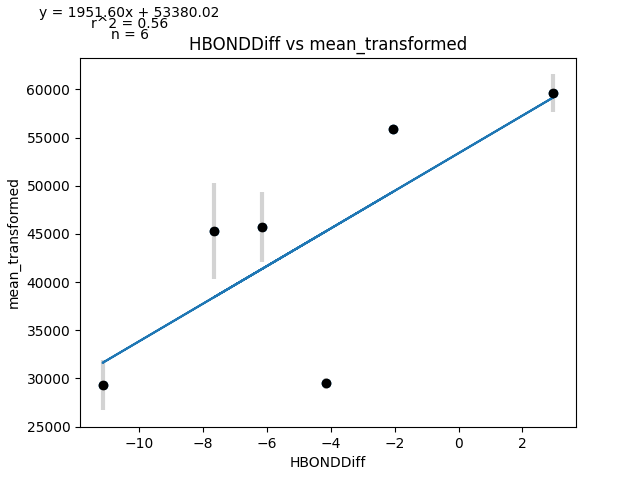 y = 1951.60x + 53380.02
r^2 = 0.56
n = 6
HBONDDiff vs mean_transformed
mean_transformed
60000
55000
50000
45000
40000
35000
30000
25000
−10
−8
−6
−4
−2
0
2
HBONDDiff